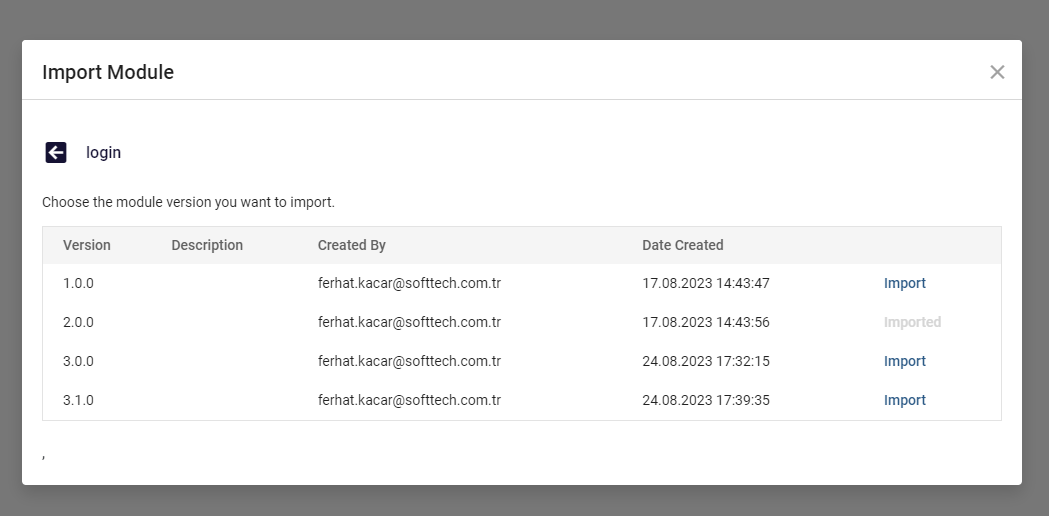 Import Module
login
Choose the module version you want to import.
Version Description Created By Date Created
1.0.0 ferhat.kacar@softtech.com.tr 17.08.2023 14:43:47 Import
2.0.0 ferhat.kacar@softtech.com.tr 17.08.2023 14:43:56 Imported
3.0.0 ferhat.kacar@softtech.com.tr 24.08.2023 17:32:15 Import
3.1.0 ferhat.kacar@softtech.com.tr 24.08.2023 17:39:35 Import
,